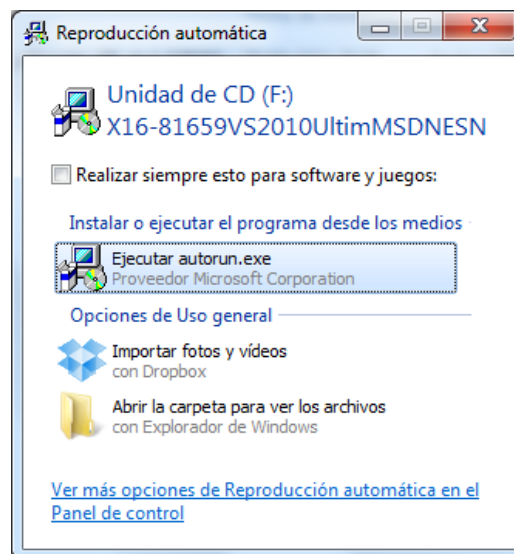 Reproducción automática
Unidad de CD (F:)
X16-81659VS2010UltimMSDNESN
Realizar siempre esto para software y juegos:
Instalar o ejecutar el programa desde los medios
Ejecutar autorun.exe
Proveedor Microsoft Corporation
Opciones de Uso general
Importar fotos y vídeos
con Dropbox
Abrir la carpeta para ver los archivos
con Explorador de Windows
Ver más opciones de Reproducción automática en el
Panel de control